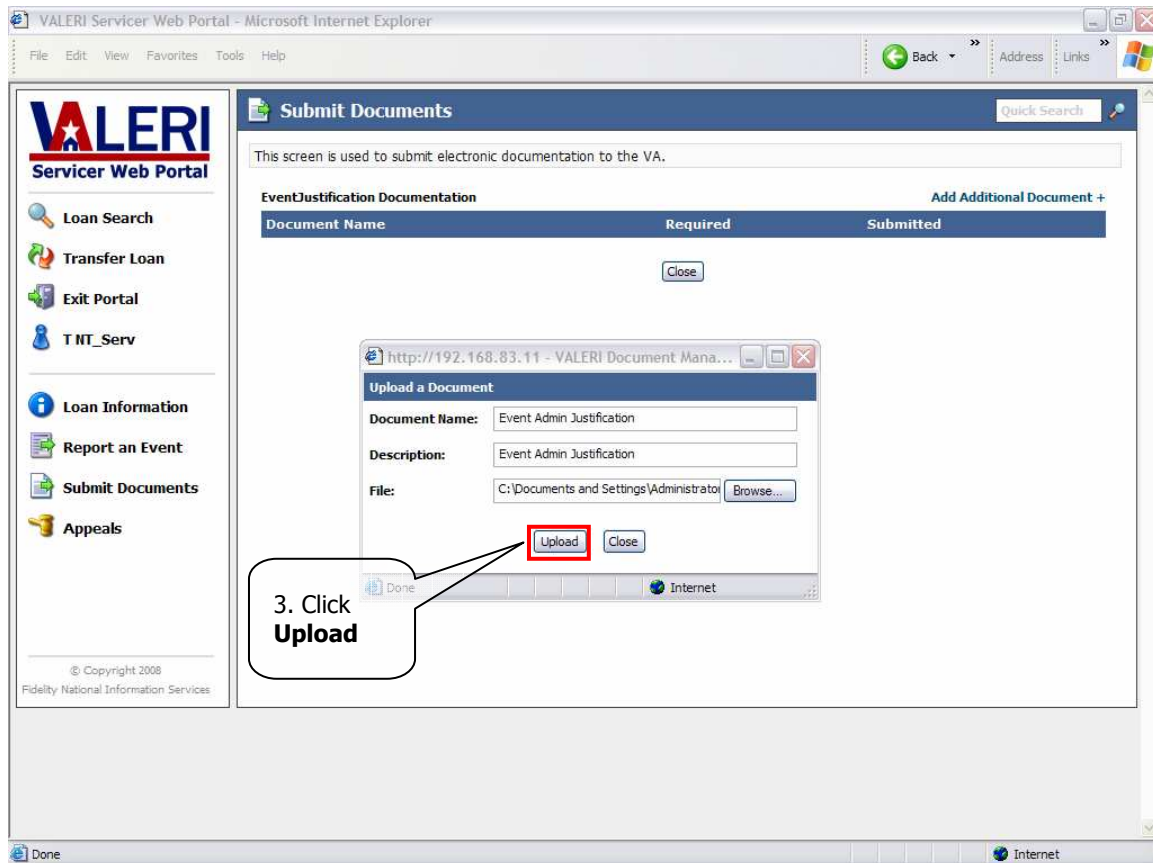 VALERI Servicer Web Portal - Microsoft Internet Explorer
File Edit View Favorites Tools Help
Back
»
Address
Links
»
VALERI
Servicer Web Portal
Loan Search
Transfer Loan
Exit Portal
TNT_Serv
Loan Information
Report an Event
Submit Documents
Appeals
© Copyright 2008
Fidelity National Information Services
Submit Documents
Quick Search
This screen is used to submit electronic documentation to the VA.
EventJustification Documentation
Add Additional Document +
Document Name Required Submitted
Close
http://192.168.83.11 - VALERI Document Mana...
Upload a Document
Document Name: Event Admin Justification
Description: Event Admin Justification
File: C:\Documents and Settings\Administrator Browse...
Upload Close
Done Internet
3. Click
Upload
Done Internet